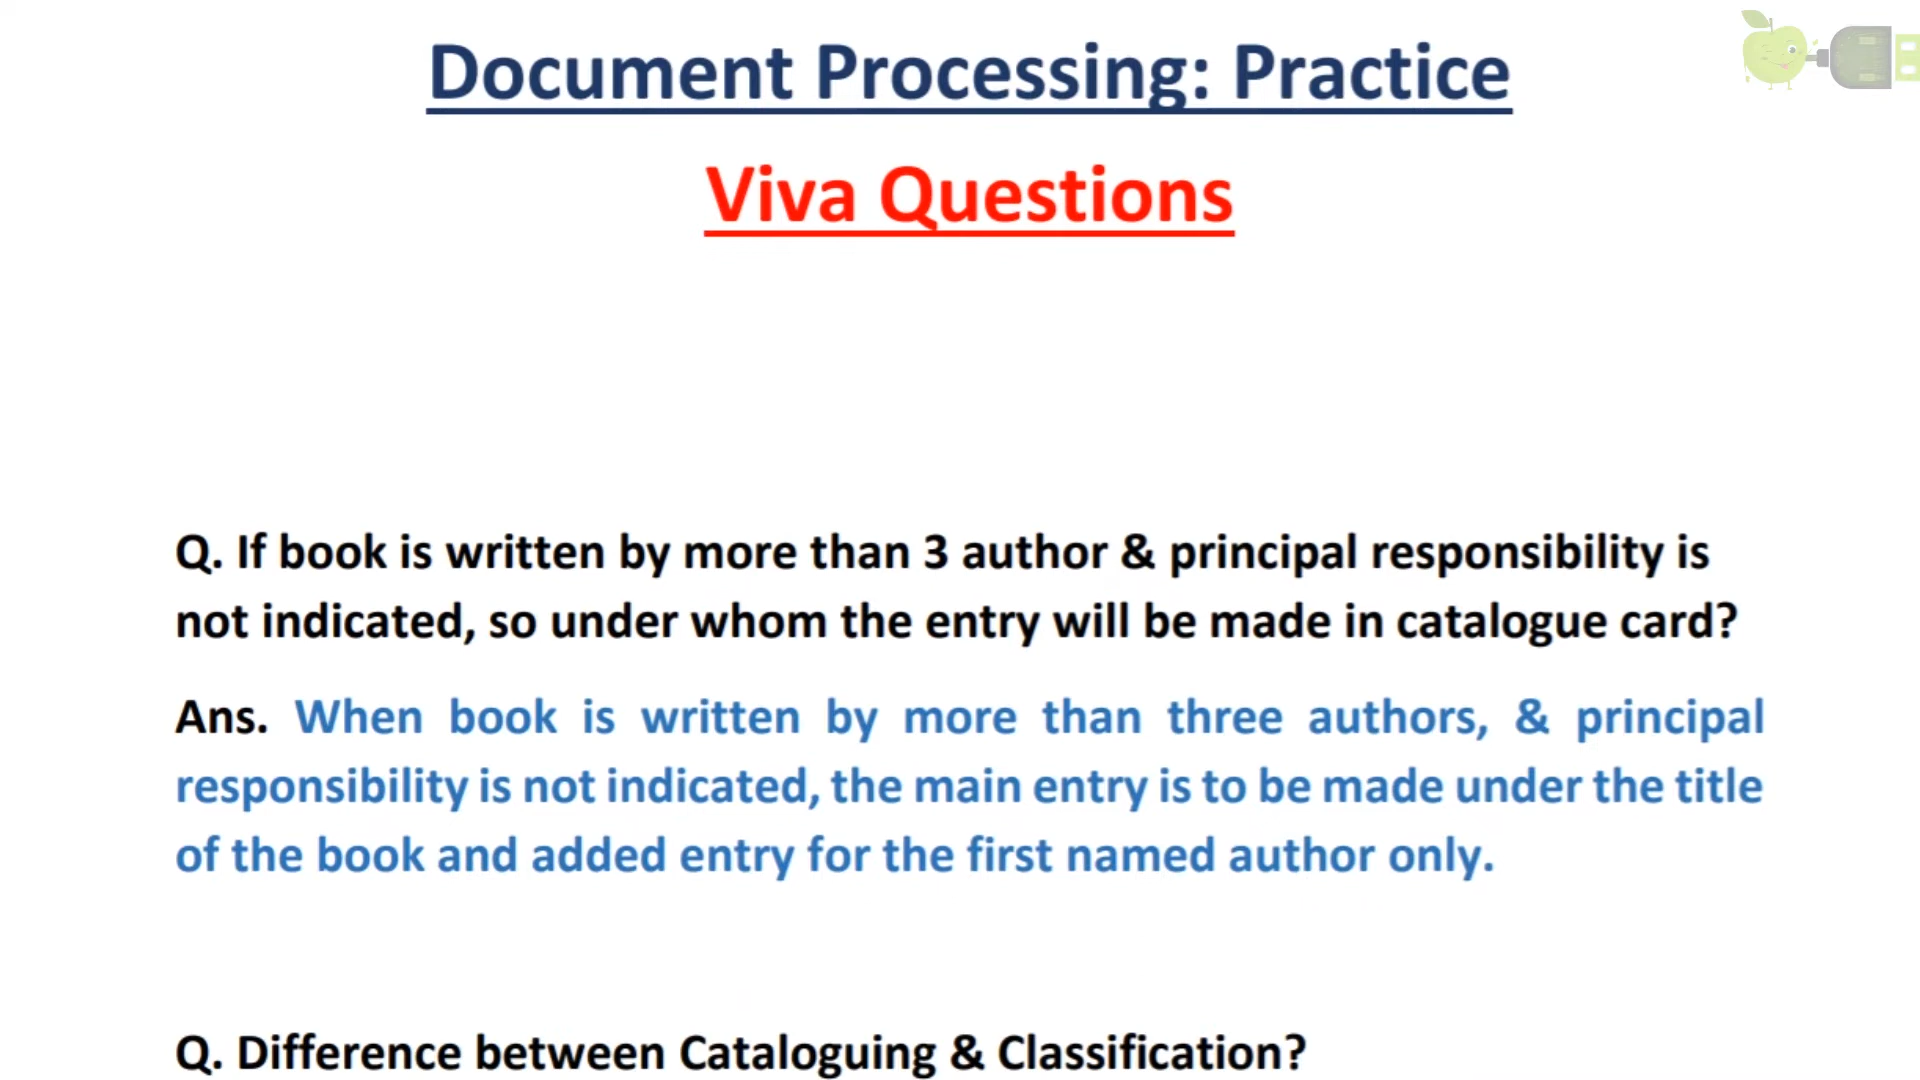 Document Processing: Practice
Viva Questions
Q. If book is written by more than 3 author & principal responsibility is
not indicated, so under whom the entry will be made in catalogue card?
Ans. When book is written by more than three authors, & principal
responsibility is not indicated, the main entry is to be made under the title
of the book and added entry for the first named author only.
Q. Difference between Cataloguing & Classification?